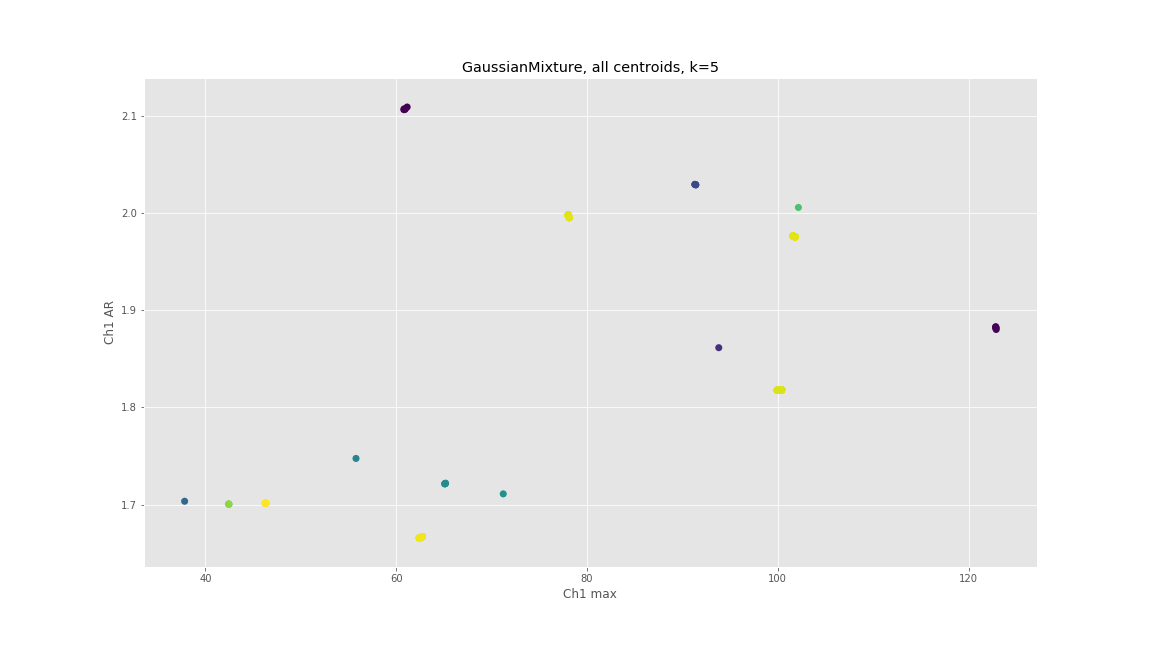 GaussianMixture, all centroids, k=5
2.1
2.0
1.9
1.8
1.7
Ch1 AR
40 60 80 100 120
Ch1 max